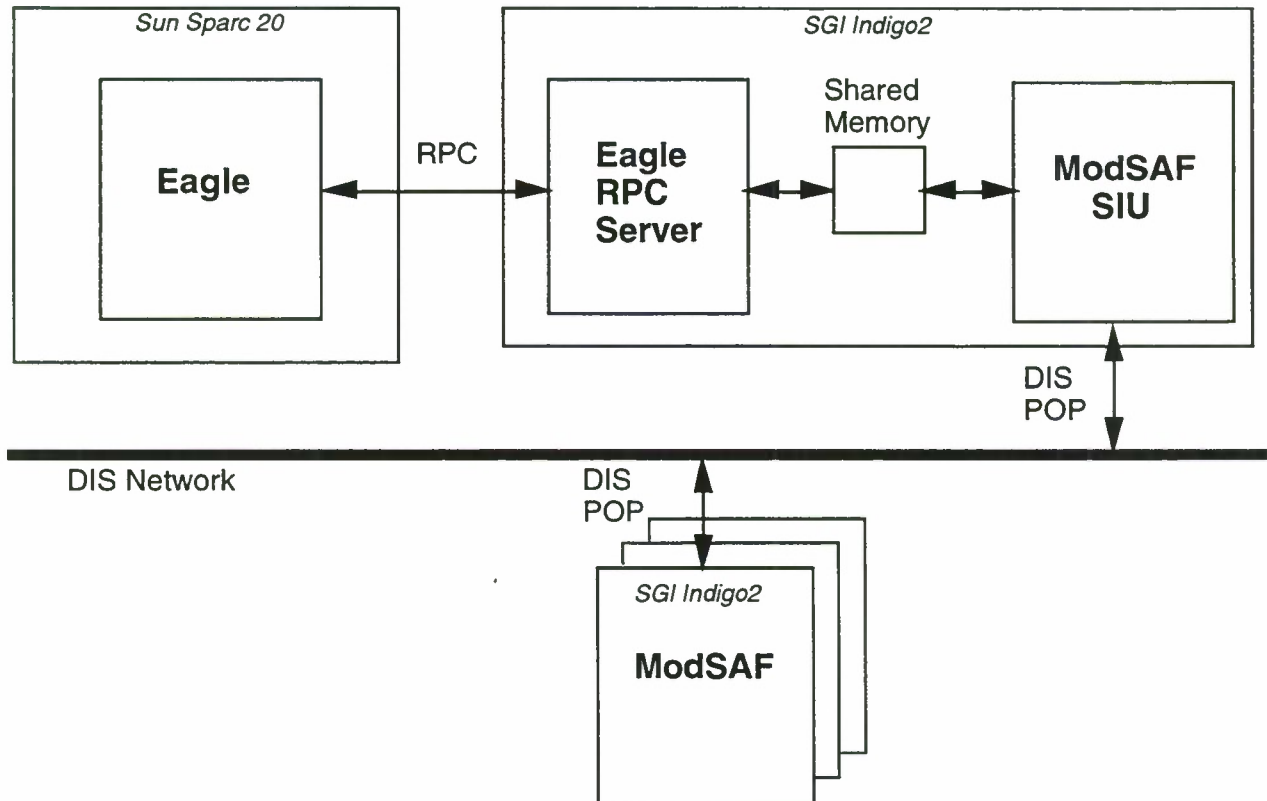 Sun Sparc 20
SGI Indigo2
Eagle
RPC
Eagle
RPC
Server
Shared
Memory
ModSAF
SIU
DIS
POP
DIS Network
DIS
POP
SGI Indigo2
ModSAF